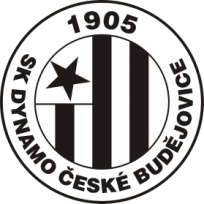 1905
SK DYNAMO ČESKÉ BUDĚJOVICE